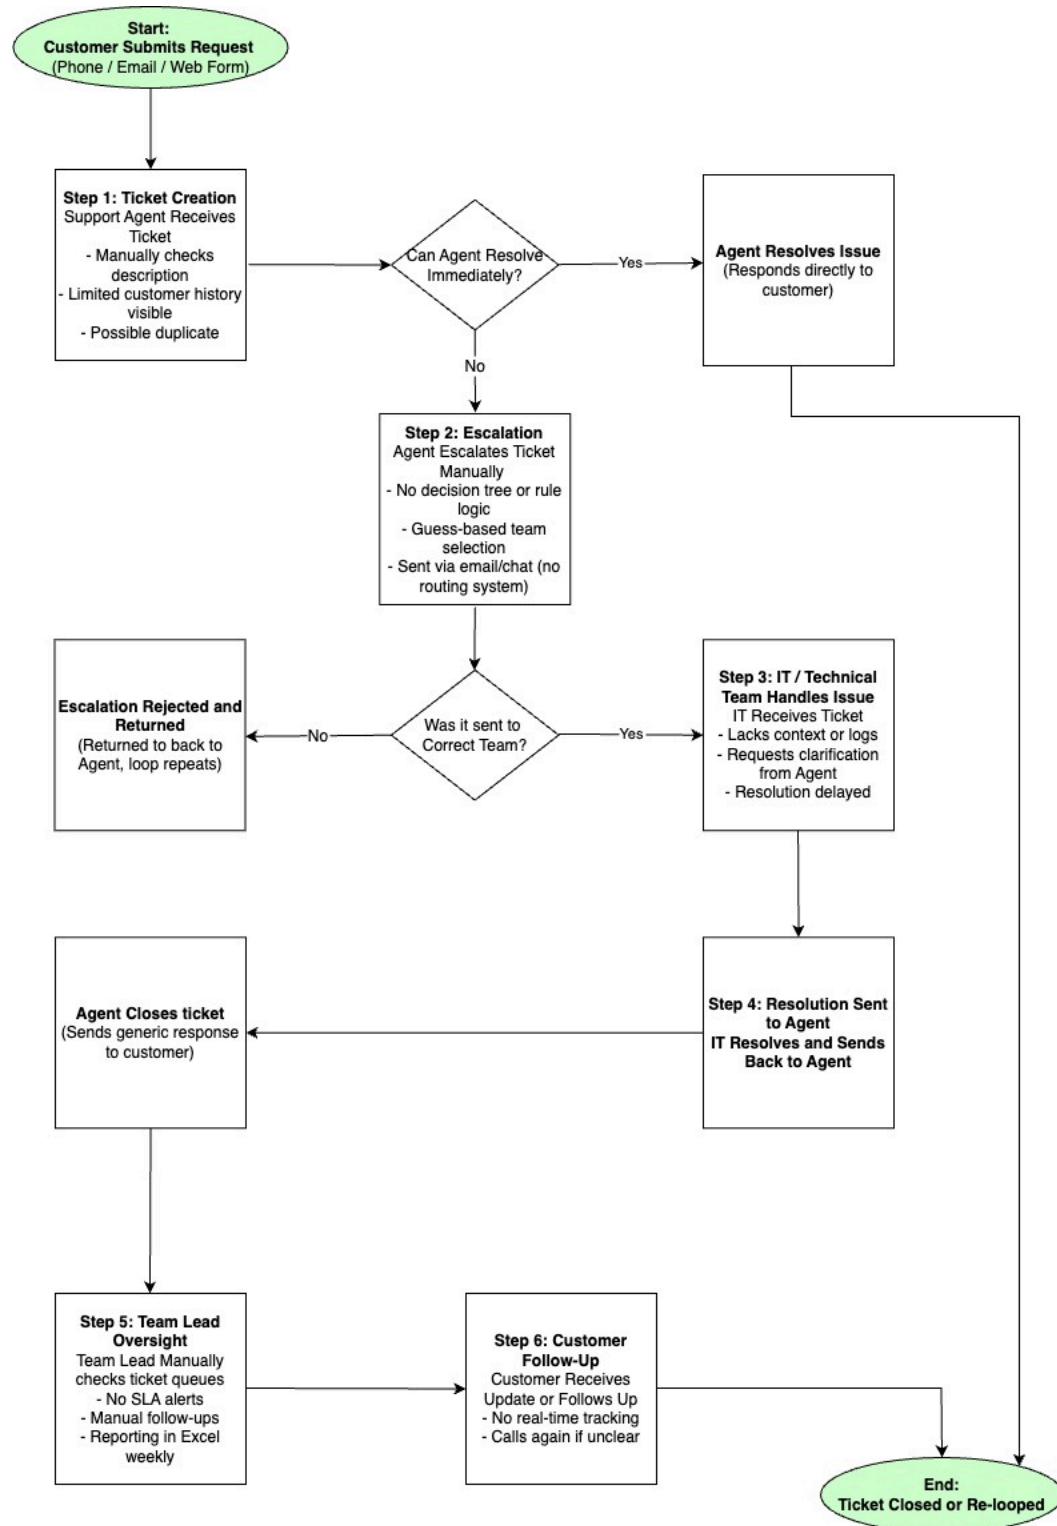 Start:
Customer Submits Request
(Phone / Email / Web Form)
Step 1: Ticket Creation
Support Agent Receives
Ticket
- Manually checks
description
- Limited customer history
visible
- Possible duplicate
Can Agent Resolve
Immediately?
Yes
Agent Resolves Issue
(Responds directly to
customer)
No
Step 2: Escalation
Agent Escalates Ticket
Manually
- No decision tree or rule
logic
- Guess-based team
selection
- Sent via email/chat (no
routing system)
Escalation Rejected and
Returned
(Returned to back to
Agent, loop repeats)
No
Was it sent to
Correct Team?
Yes
Step 3: IT / Technical
Team Handles Issue
IT Receives Ticket
- Lacks context or logs
- Requests clarification
from Agent
- Resolution delayed
Agent Closes ticket
(Sends generic response
to customer)
Step 4: Resolution Sent
to Agent
IT Resolves and Sends
Back to Agent
Step 5: Team Lead
Oversight
Team Lead Manually
checks ticket queues
- No SLA alerts
- Manual follow-ups
- Reporting in Excel
weekly
Step 6: Customer
Follow-Up
Customer Receives
Update or Follows Up
- No real-time tracking
- Calls again if unclear
End:
Ticket Closed or Re-looped